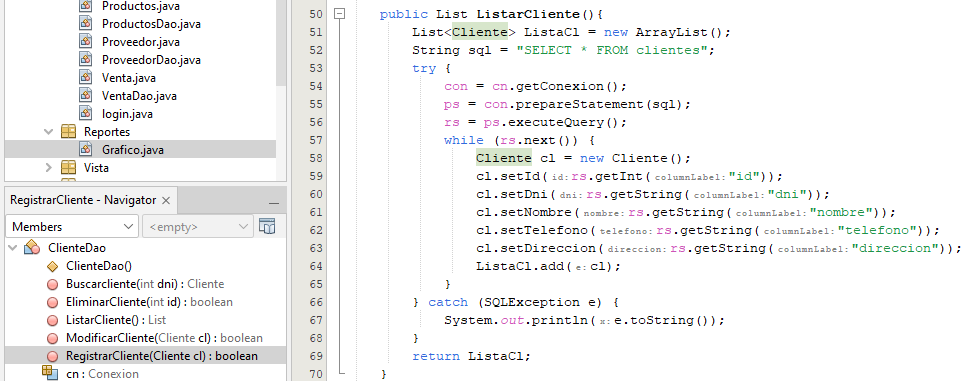 Productos.java
ProductosDao.java
Proveedor.java
ProveedorDao.java
Venta.java
VentaDao.java
login.java
Reportes
Grafico.java
Vista
RegistrarCliente - Navigator ×
Members
<empty>
ClienteDao
ClienteDao()
Buscarcliente(int dni) : Cliente
EliminarCliente(int id) : boolean
ListarCliente() : List
ModificarCliente(Cliente cl) : boolean
RegistrarCliente(Cliente cl) : boolean
cn : Conexion
50 public List ListarCliente(){
51 List<Cliente> ListaCl = new ArrayList();
52 String sql = "SELECT * FROM clientes";
53 try {
54 con = cn.getConexion();
55 ps = con.prepareStatement(sql);
56 rs = ps.executeQuery();
57 while (rs.next()) {
58 Cliente cl = new Cliente();
59 cl.setId(id: rs.getInt(columnLabel: "id"));
60 cl.setDni(dni: rs.getString(columnLabel: "dni"));
61 cl.setNombre(nombre: rs.getString(columnLabel: "nombre"));
62 cl.setTelefono(telefono: rs.getString(columnLabel: "telefono"));
63 cl.setDireccion(direccion: rs.getString(columnLabel: "direccion"));
64 ListaCl.add(e: cl);
65 }
66 } catch (SQLException e) {
67 System.out.println(x: e.toString());
68 }
69 return ListaCl;
70 }